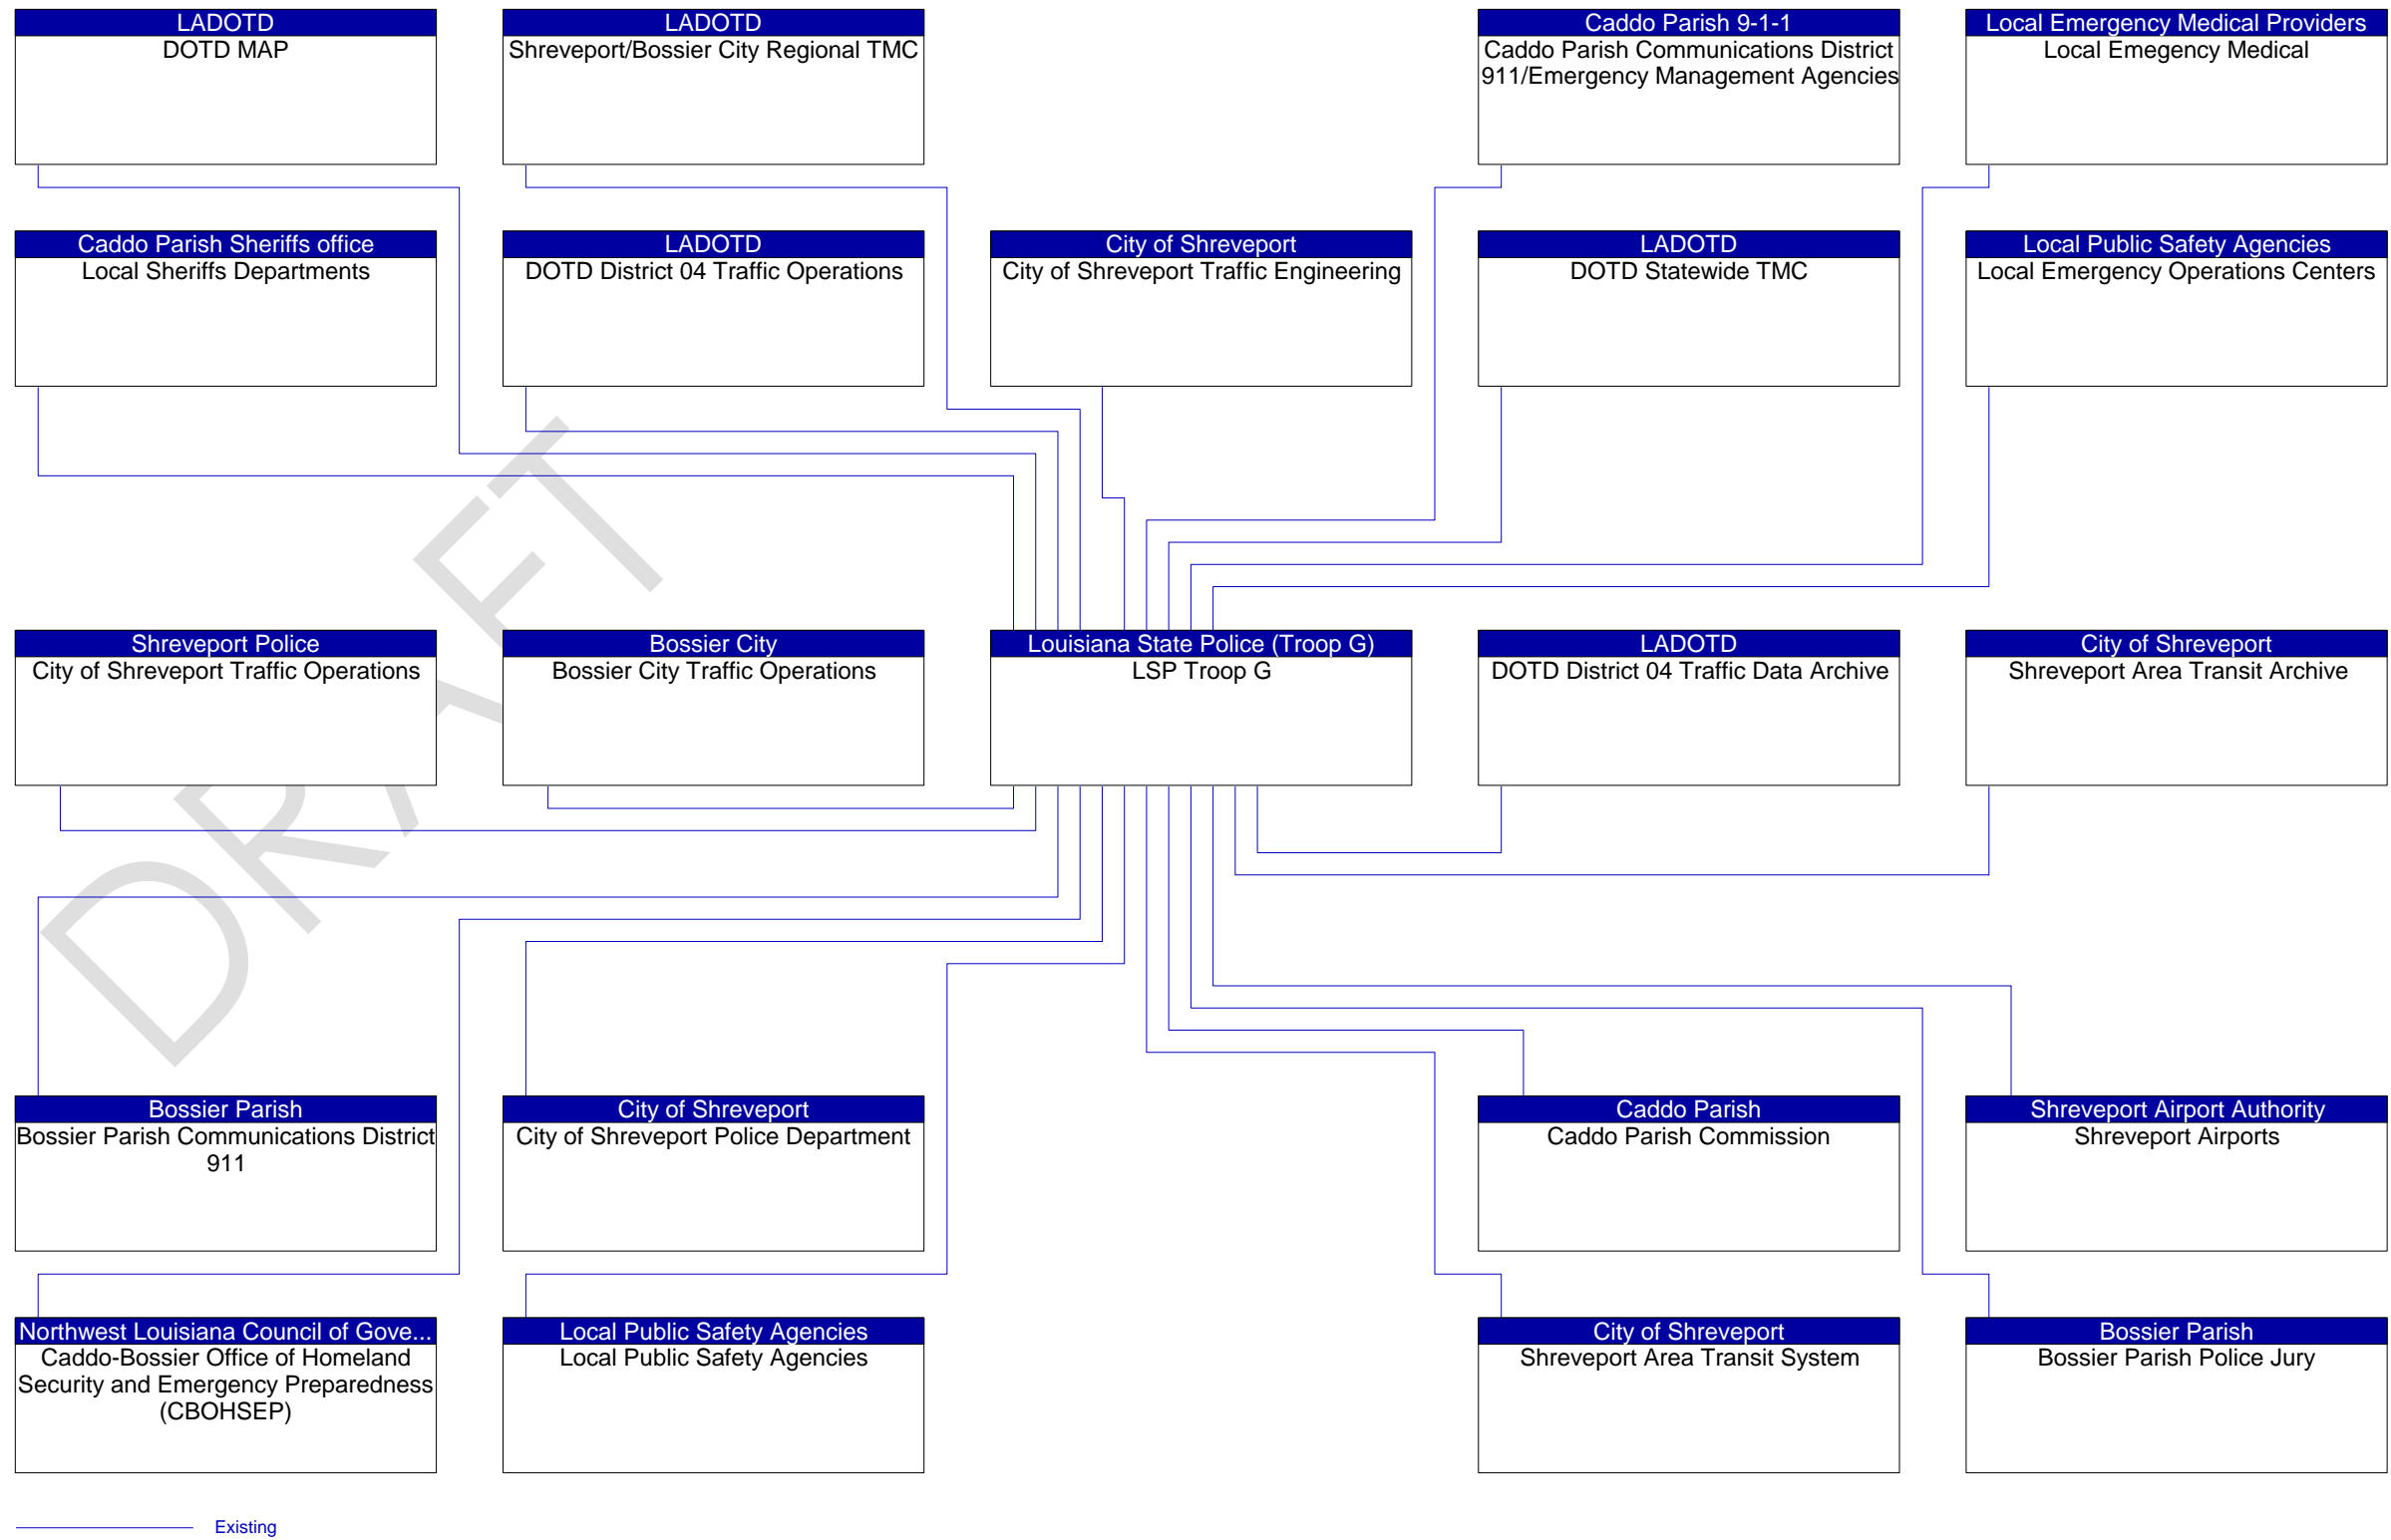 LADOTD
DOTD MAP
LADOTD
Shreveport/Bossier City Regional TMC
Caddo Parish 9-1-1
Caddo Parish Communications District
911/Emergency Management Agencies
Local Emergency Medical Providers
Local Emegency Medical
Caddo Parish Sheriffs office
Local Sheriffs Departments
LADOTD
DOTD District 04 Traffic Operations
City of Shreveport
City of Shreveport Traffic Engineering
LADOTD
DOTD Statewide TMC
Local Public Safety Agencies
Local Emergency Operations Centers
Shreveport Police
City of Shreveport Traffic Operations
Bossier City
Bossier City Traffic Operations
Louisiana State Police (Troop G)
LSP Troop G
LADOTD
DOTD District 04 Traffic Data Archive
City of Shreveport
Shreveport Area Transit Archive
DRAFT
Bossier Parish
Bossier Parish Communications District
911
City of Shreveport
City of Shreveport Police Department
Caddo Parish
Caddo Parish Commission
Shreveport Airport Authority
Shreveport Airports
Northwest Louisiana Council of Gove...
Caddo-Bossier Office of Homeland
Security and Emergency Preparedness
(CBOHSEP)
Local Public Safety Agencies
Local Public Safety Agencies
City of Shreveport
Shreveport Area Transit System
Bossier Parish
Bossier Parish Police Jury
Existing